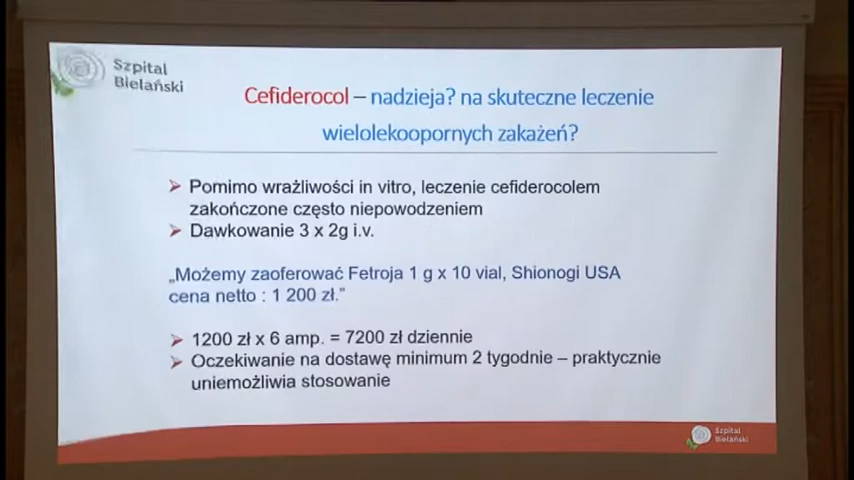 Szpital
Bielański
Cefiderocol – nadzieja? na skuteczne leczenie
wielolekoopornych zakażeń?
➢ Pomimo wrażliwości in vitro, leczenie cefiderocolem
zakończone często niepowodzeniem
➢ Dawkowanie 3 x 2g i.v.
„Możemy zaoferować Fetroja 1 g x 10 vial, Shionogi USA
cena netto : 1 200 zł.”
➢ 1200 zł x 6 amp. = 7200 zł dziennie
➢ Oczekiwanie na dostawę minimum 2 tygodnie – praktycznie
uniemożliwia stosowanie
Szpital
Bielański